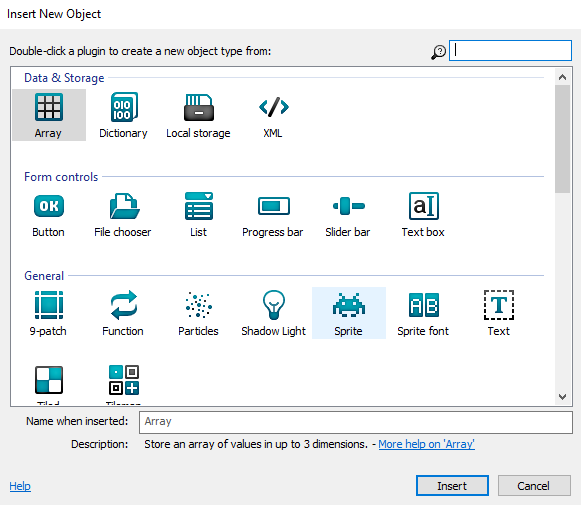 Insert New Object
Double-click a plugin to create a new object type from:
Data & Storage
Array Dictionary Local storage XML
Form controls
Button File chooser List Progress bar Slider bar Text box
General
9-patch Function Particles Shadow Light Sprite Sprite font Text
Name when inserted: Array
Description: Store an array of values in up to 3 dimensions. - More help on 'Array'
Help Insert Cancel